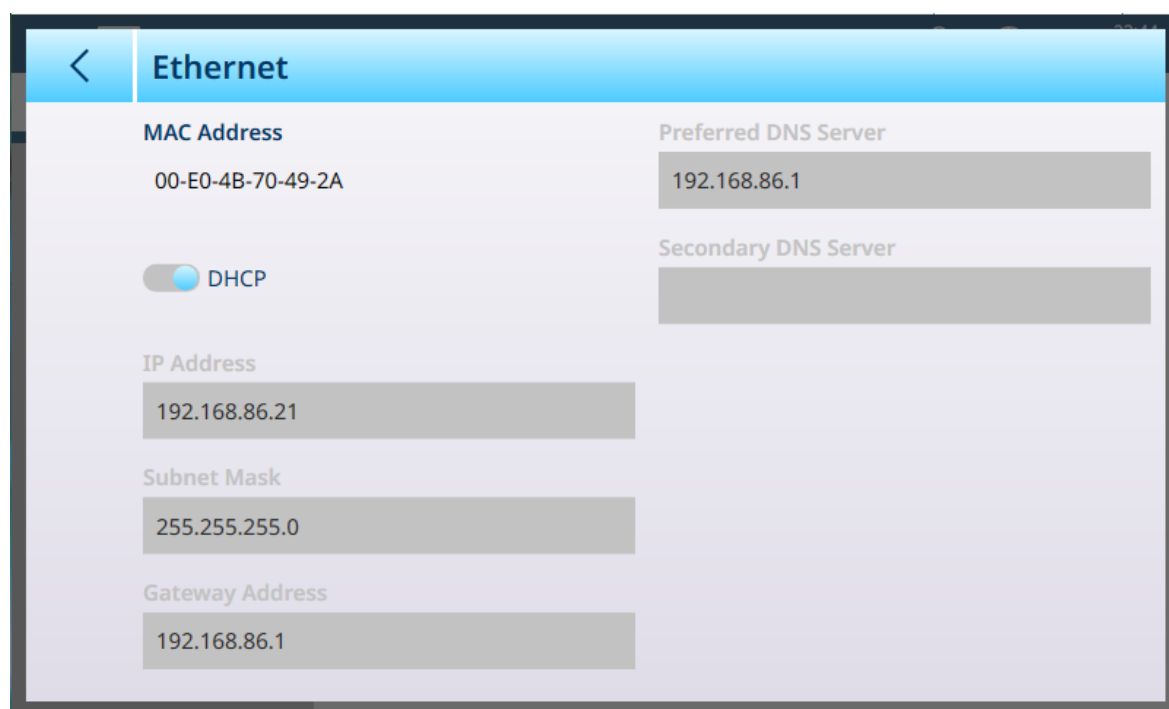 Ethernet
MAC Address
00-E0-4B-70-49-2A
DHCP
IP Address
192.168.86.21
Subnet Mask
255.255.255.0
Gateway Address
192.168.86.1
Preferred DNS Server
192.168.86.1
Secondary DNS Server